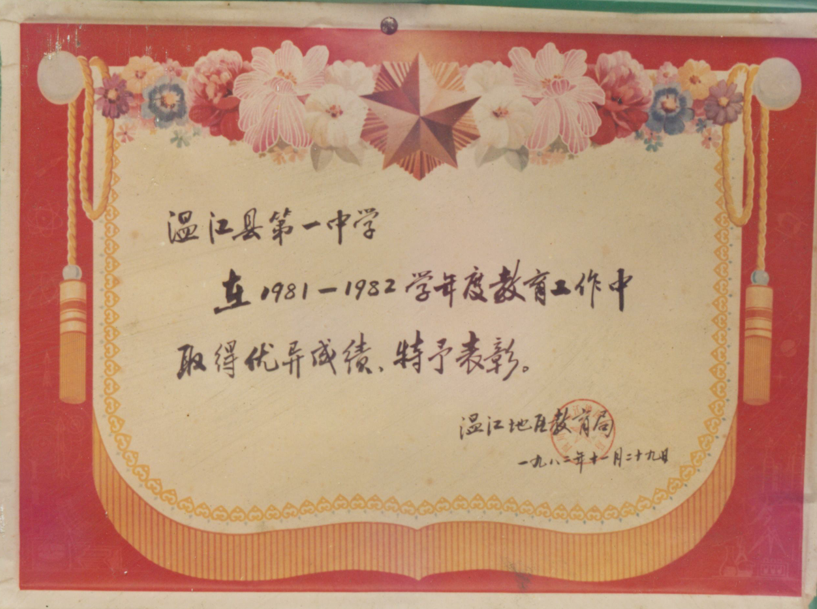 温江县第一中学
在1981-1982学年度教育工作中
取得优异成绩、特予表彰。
温江地区教育局
一九八二年十一月二十九日